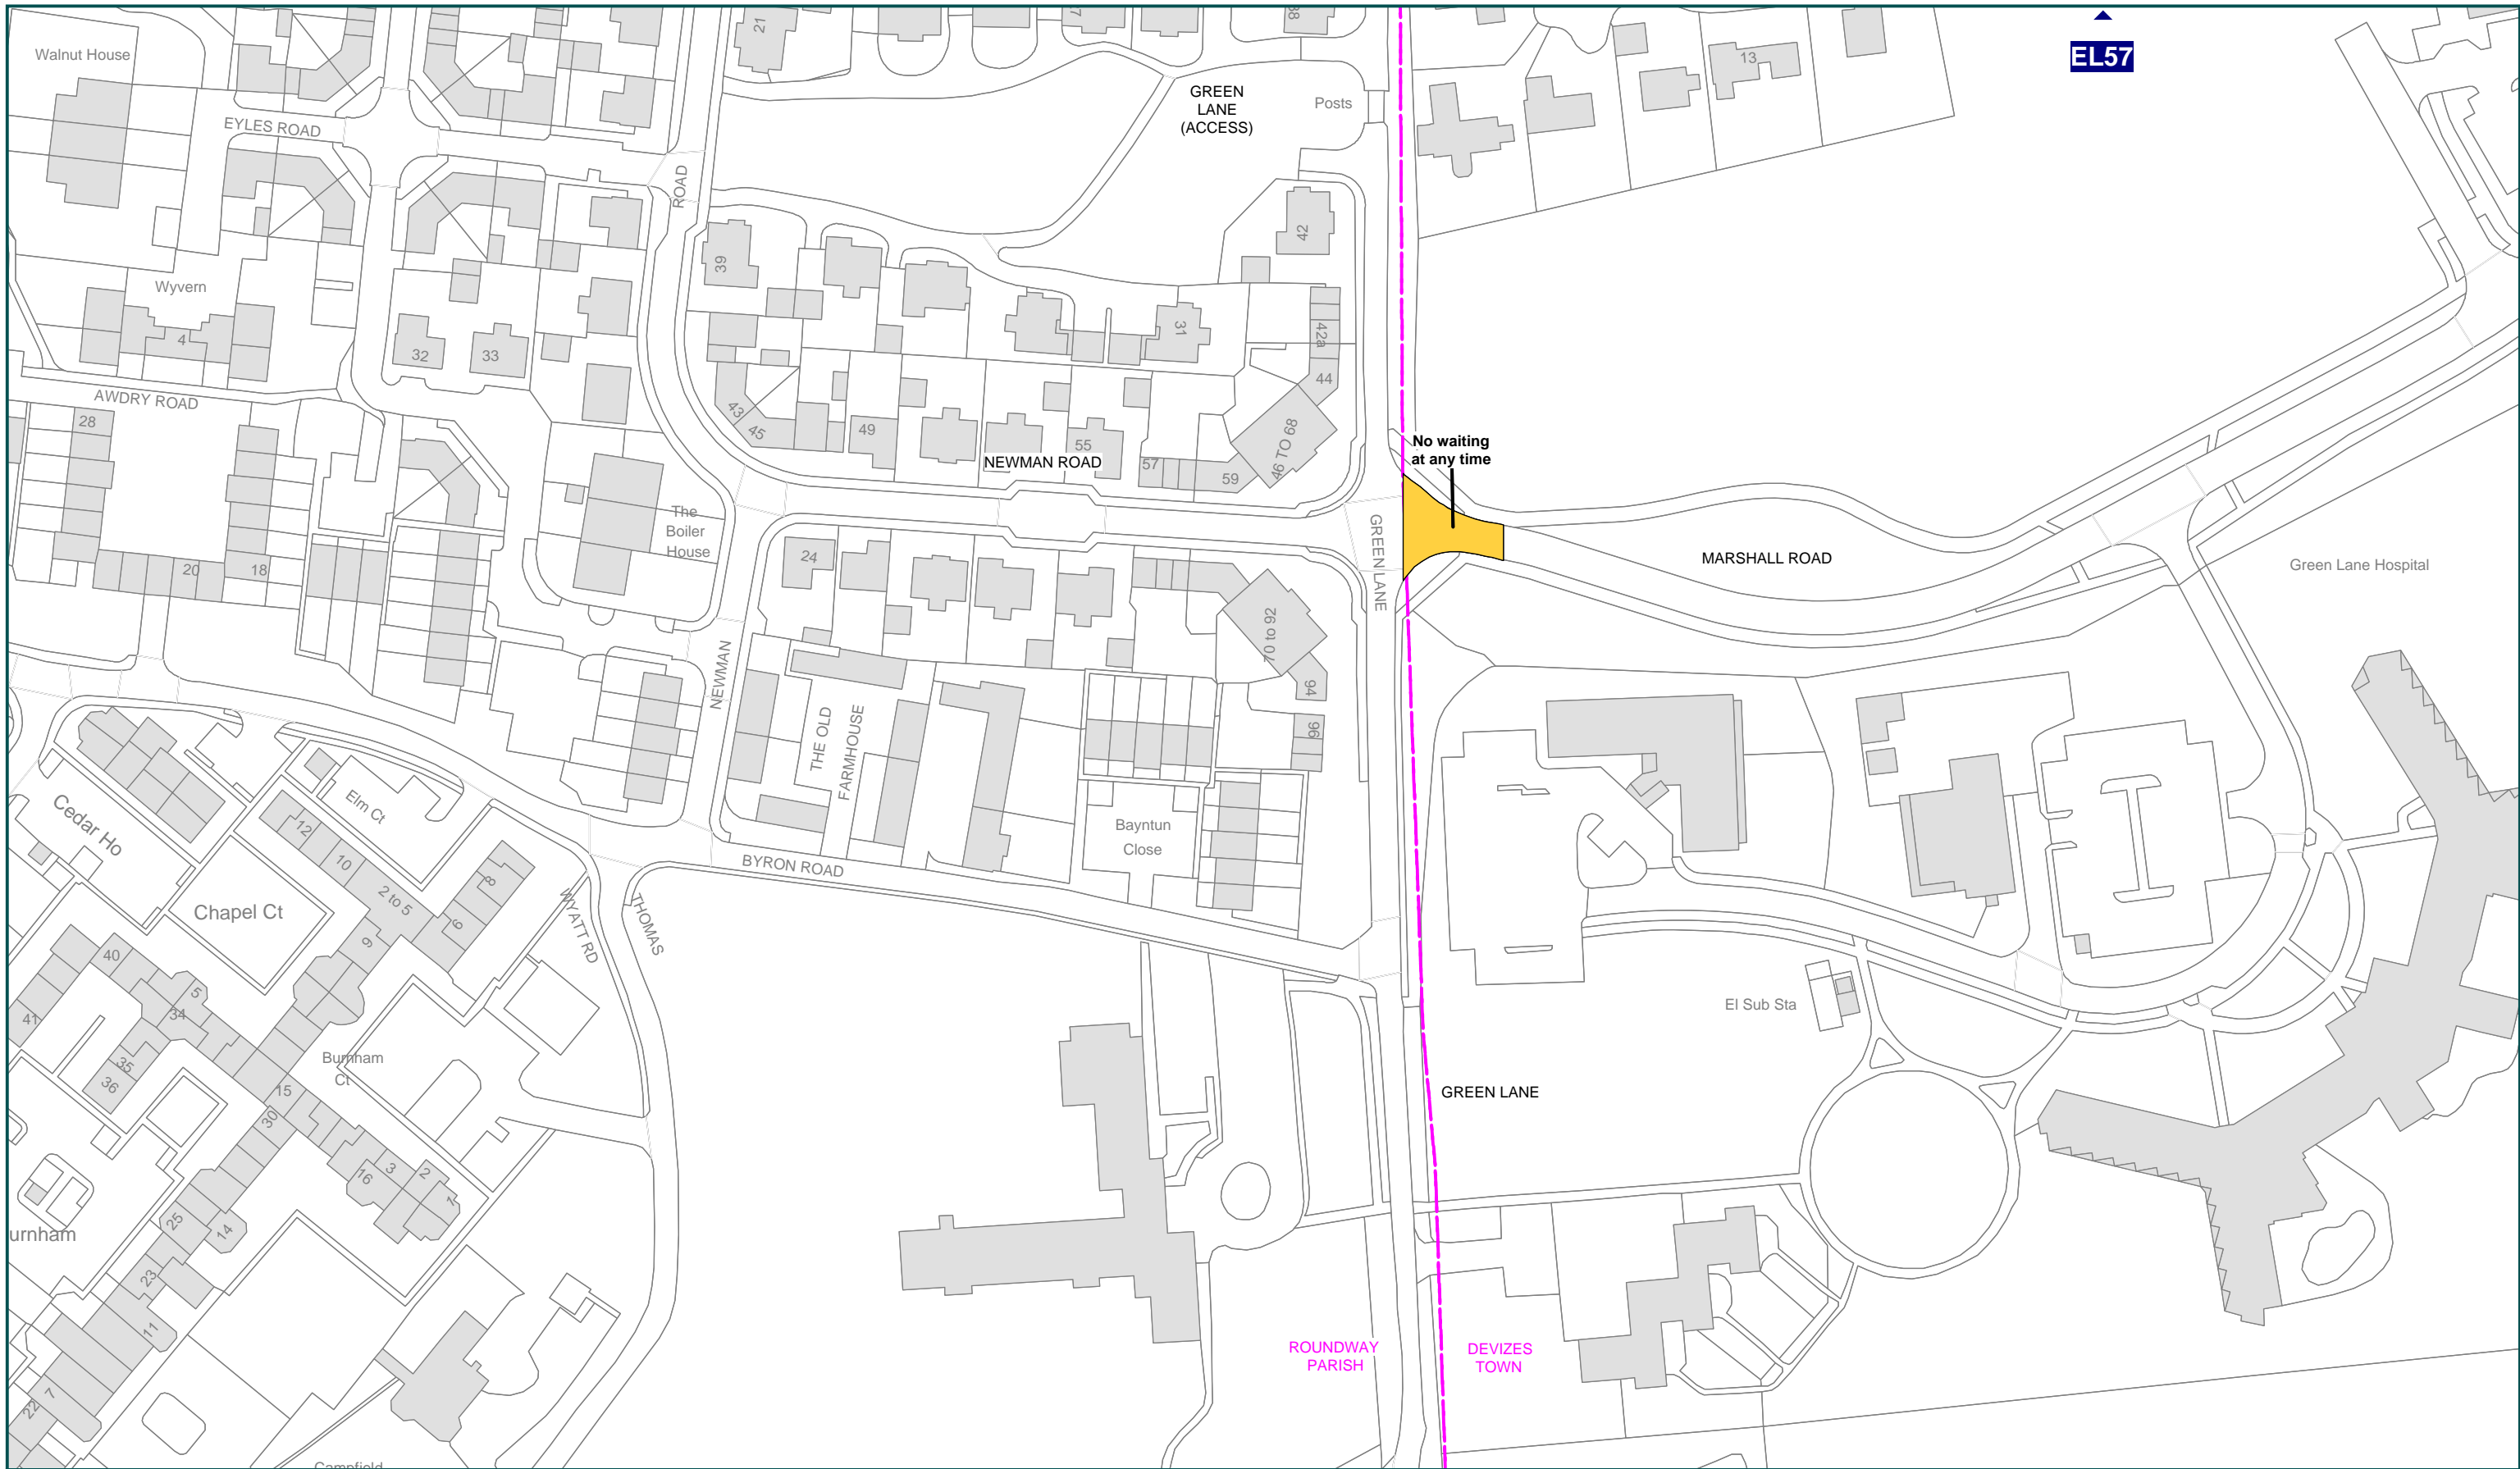 Walnut House
21
38
EL57
GREEN
LANE
(ACCESS)
Posts
13
EYLES ROAD
ROAD
42
39
Wyvern
4
32
33
31
42a
44
AWDRY ROAD
28
43
45
49
55
57
59
46 TO 68
NEWMAN ROAD
No waiting
at any time
The
Boiler
House
24
GREEN LANE
MARSHALL ROAD
Green Lane Hospital
20
18
70 to 92
94
96
NEWMAN
THE OLD
FARMHOUSE
Cedar Ho
Elm Ct
12
10
2 to 5
8
6
9
Bayntun
Close
BYRON ROAD
Chapel Ct
WYATT RD
THOMAS
40
5
34
41
35
36
Burnham
Ct
15
30
El Sub Sta
GREEN LANE
16
3
2
1
25
14
urnham
23
11
7
22
ROUNDWAY
PARISH
DEVIZES
TOWN